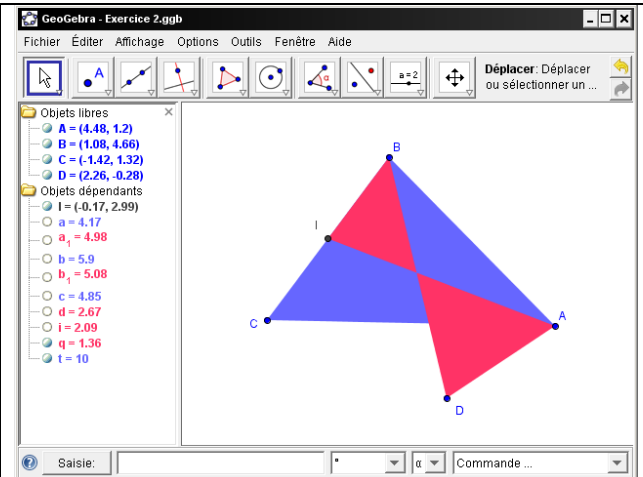 GeoGebra - Exercice 2.ggb
Fichier Éditer Affichage Options Outils Fenêtre Aide
A
α
a=2
Déplacer: Déplacer
ou sélectionner un ...
Objets libres
A = (4.48, 1.2)
B = (1.08, 4.66)
C = (-1.42, 1.32)
D = (2.26, -0.28)
Objets dépendants
I = (-0.17, 2.99)
a = 4.17
a₁ = 4.98
b = 5.9
b₁ = 5.08
c = 4.85
d = 2.67
i = 2.09
q = 1.36
t = 10
B
I
C
A
D
Saisie:
°
α
Commande ...